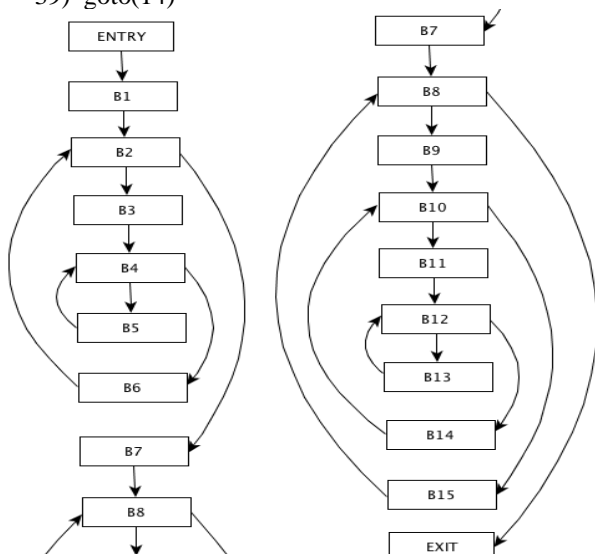 39) goto(14)
ENTRY
B1
B2
B3
B4
B5
B6
B7
B8
B7
B8
B9
B10
B11
B12
B13
B14
B15
EXIT